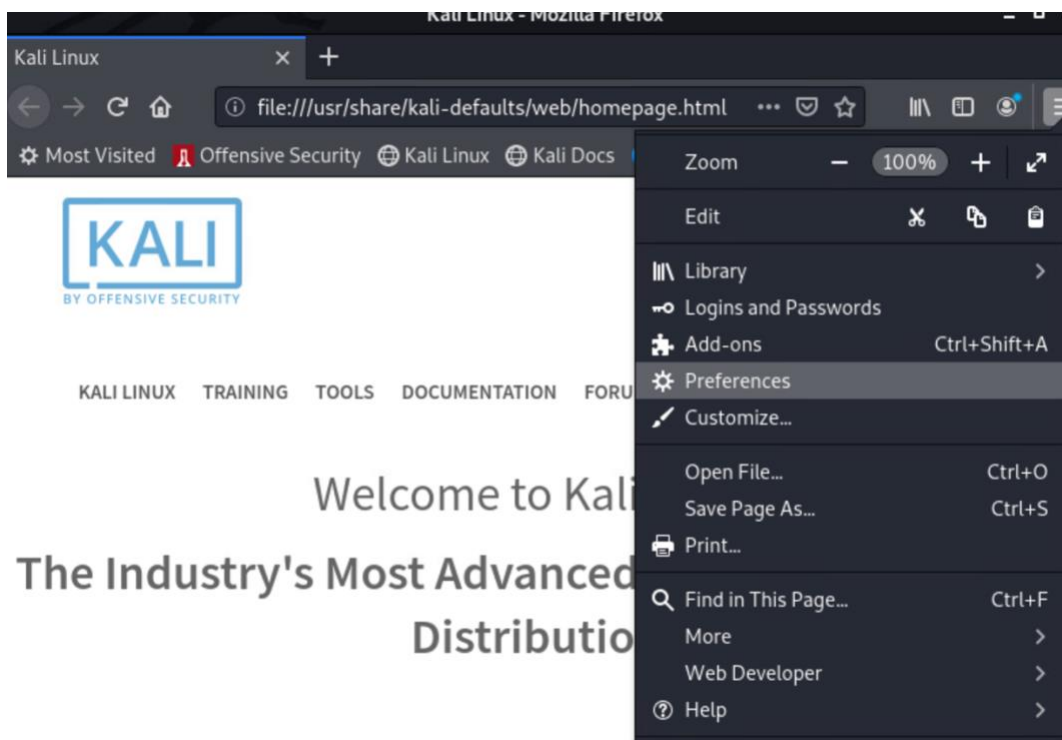 Kali Linux - Mozilla Firefox
Kali Linux
file:///usr/share/kali-defaults/web/homepage.html
Most Visited Offensive Security Kali Linux Kali Docs
KALI
BY OFFENSIVE SECURITY
KALI LINUX TRAINING TOOLS DOCUMENTATION FORU
Welcome to Kali
The Industry's Most Advanced
Distributio
Zoom 100%
Edit
Library
Logins and Passwords
Add-ons Ctrl+Shift+A
Preferences
Customize...
Open File... Ctrl+O
Save Page As... Ctrl+S
Print...
Find in This Page... Ctrl+F
More
Web Developer
Help